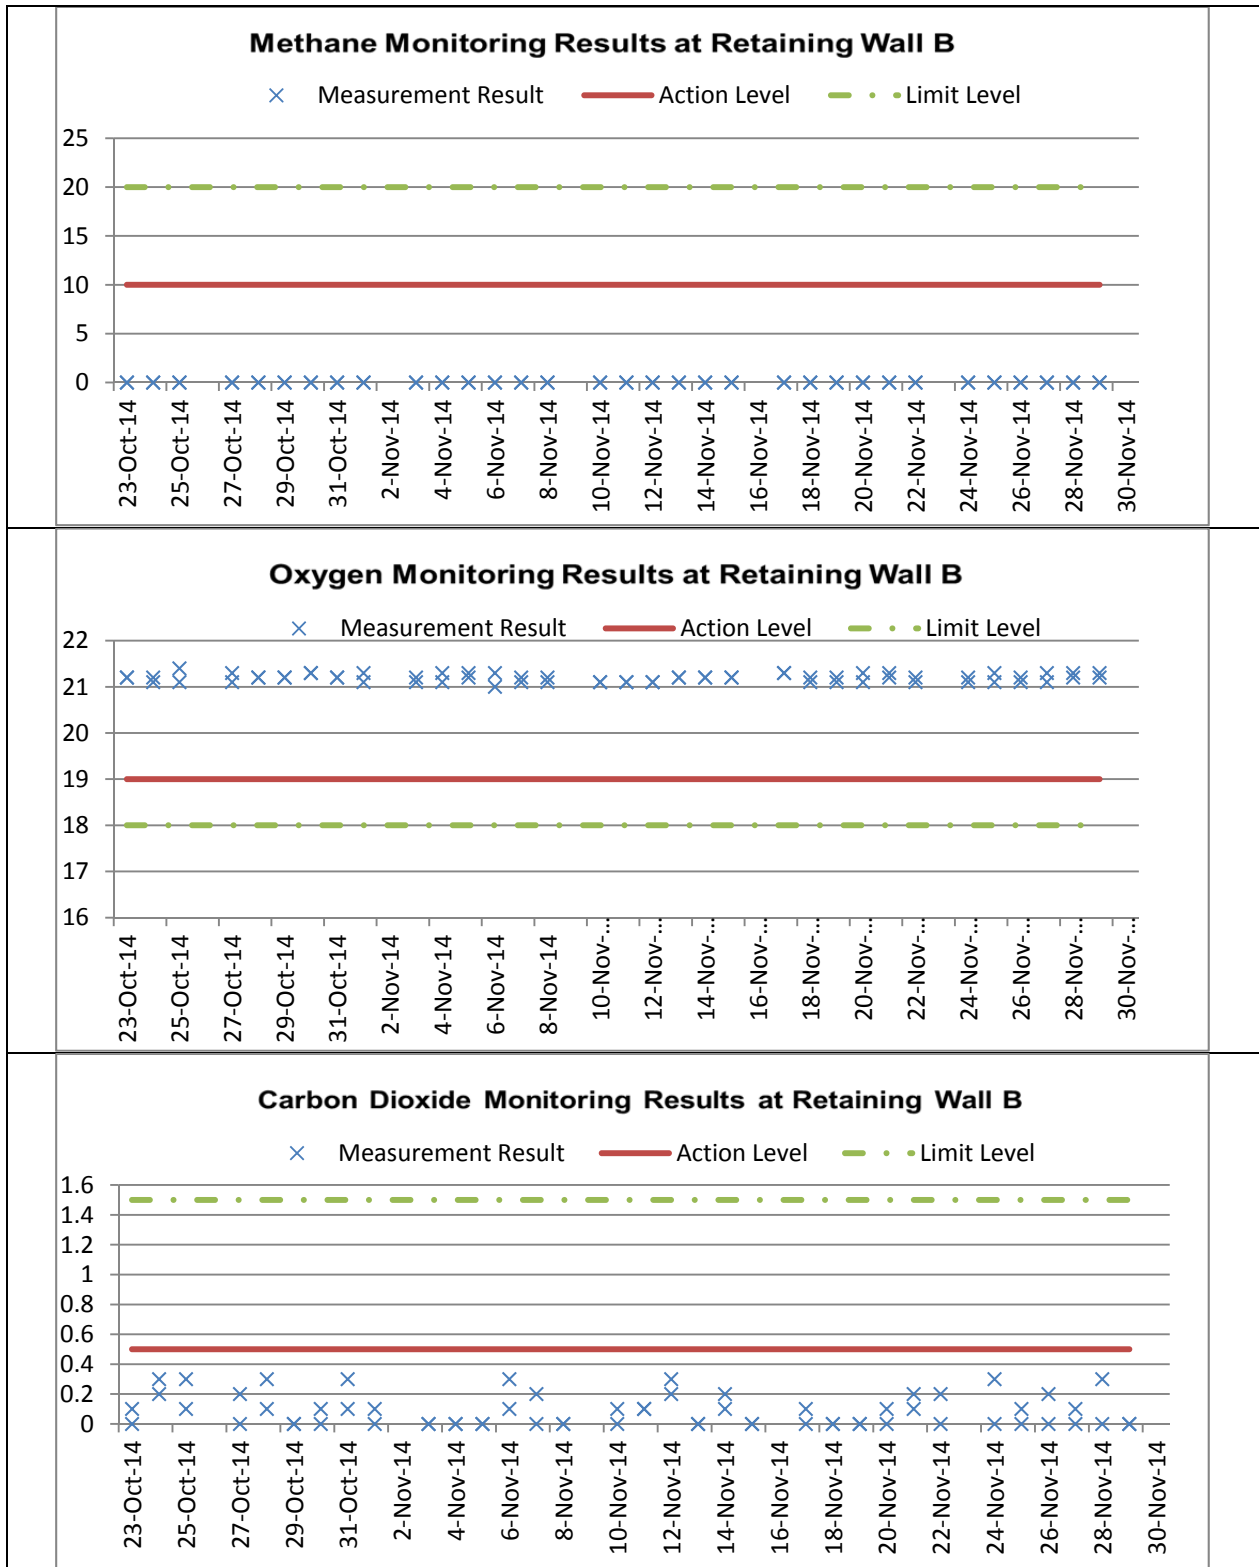 Methane Monitoring Results at Retaining Wall B
Measurement Result Action Level Limit Level
25
20
15
10
5
0
23-Oct-14
25-Oct-14
27-Oct-14
29-Oct-14
31-Oct-14
2-Nov-14
4-Nov-14
6-Nov-14
8-Nov-14
10-Nov-14
12-Nov-14
14-Nov-14
16-Nov-14
18-Nov-14
20-Nov-14
22-Nov-14
24-Nov-14
26-Nov-14
28-Nov-14
30-Nov-14
Oxygen Monitoring Results at Retaining Wall B
Measurement Result Action Level Limit Level
22
21
20
19
18
17
16
23-Oct-14
25-Oct-14
27-Oct-14
29-Oct-14
31-Oct-14
2-Nov-14
4-Nov-14
6-Nov-14
8-Nov-14
10-Nov-...
12-Nov-...
14-Nov-...
16-Nov-...
18-Nov-...
20-Nov-...
22-Nov-...
24-Nov-...
26-Nov-...
28-Nov-...
30-Nov-...
Carbon Dioxide Monitoring Results at Retaining Wall B
Measurement Result Action Level Limit Level
1.6
1.4
1.2
1
0.8
0.6
0.4
0.2
0
23-Oct-14
25-Oct-14
27-Oct-14
29-Oct-14
31-Oct-14
2-Nov-14
4-Nov-14
6-Nov-14
8-Nov-14
10-Nov-14
12-Nov-14
14-Nov-14
16-Nov-14
18-Nov-14
20-Nov-14
22-Nov-14
24-Nov-14
26-Nov-14
28-Nov-14
30-Nov-14